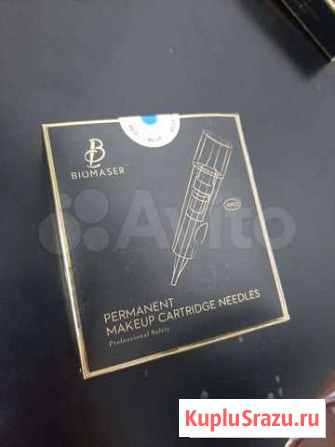 BIOMASER
PERMANENT
MAKEUP CARTRIDGE NEEDLES
Professional Safety
Avito
KupluSrazu.ru